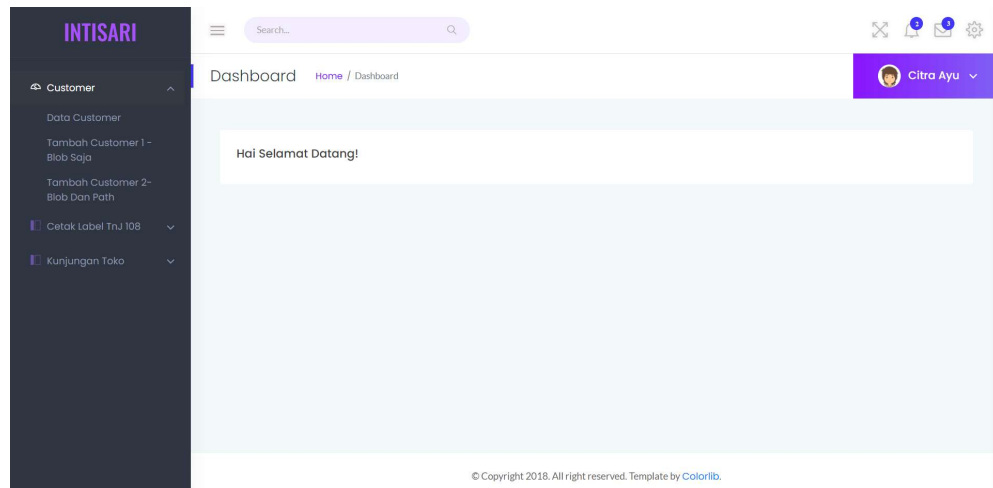 INTISARI
Search...
2
3
Dashboard
Home / Dashboard
Citra Ayu
Customer
Data Customer
Tambah Customer 1 -
Blob Saja
Tambah Customer 2-
Blob Dan Path
Cetak Label TnJ 108
Kunjungan Toko
Hai Selamat Datang!
© Copyright 2018. All right reserved. Template by Colorlib.